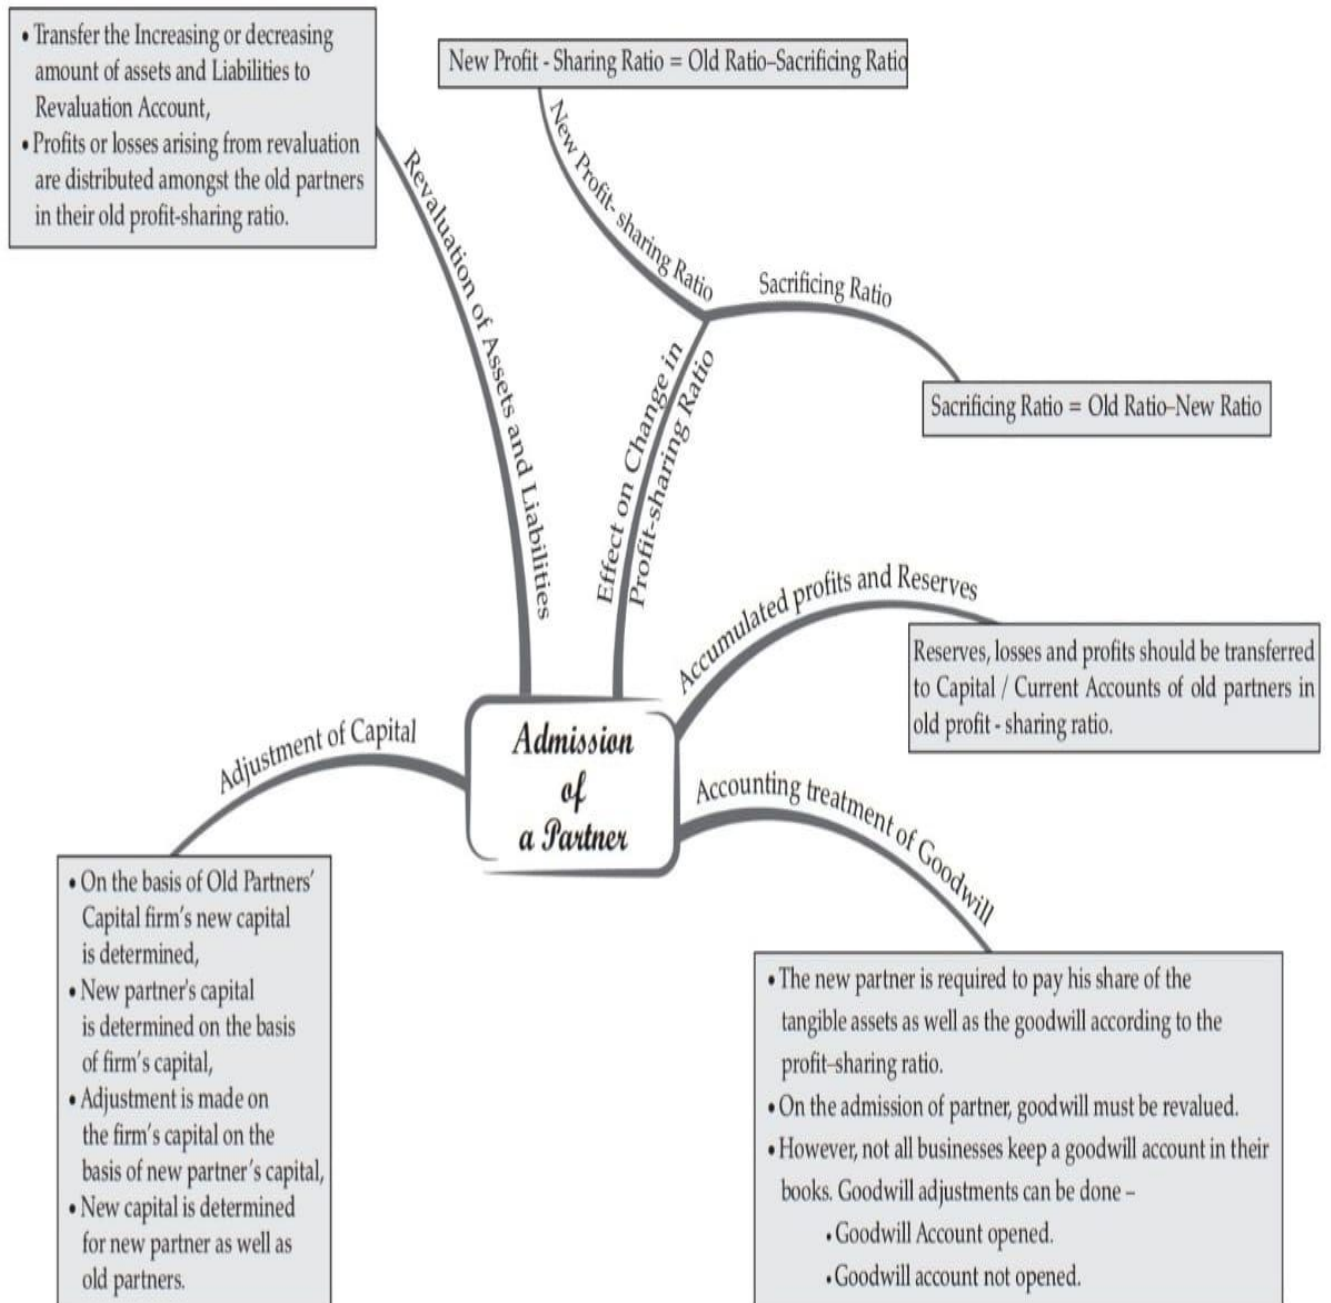 • Transfer the Increasing or decreasing
amount of assets and Liabilities to
Revaluation Account,
• Profits or losses arising from revaluation
are distributed amongst the old partners
in their old profit-sharing ratio.
New Profit - Sharing Ratio = Old Ratio–Sacrificing Ratio
New Profit- sharing Ratio
Sacrificing Ratio
Sacrificing Ratio = Old Ratio–New Ratio
Revaluation of Assets and Liabilities
Effect on Change in
Profit-sharing Ratio
Accumulated profits and Reserves
Reserves, losses and profits should be transferred
to Capital / Current Accounts of old partners in
old profit - sharing ratio.
Admission
of
a Partner
Adjustment of Capital
• On the basis of Old Partners'
Capital firm's new capital
is determined,
• New partner's capital
is determined on the basis
of firm's capital,
• Adjustment is made on
the firm's capital on the
basis of new partner's capital,
• New capital is determined
for new partner as well as
old partners.
Accounting treatment of Goodwill
• The new partner is required to pay his share of the
tangible assets as well as the goodwill according to the
profit–sharing ratio.
• On the admission of partner, goodwill must be revalued.
• However, not all businesses keep a goodwill account in their
books. Goodwill adjustments can be done –
• Goodwill Account opened.
• Goodwill account not opened.